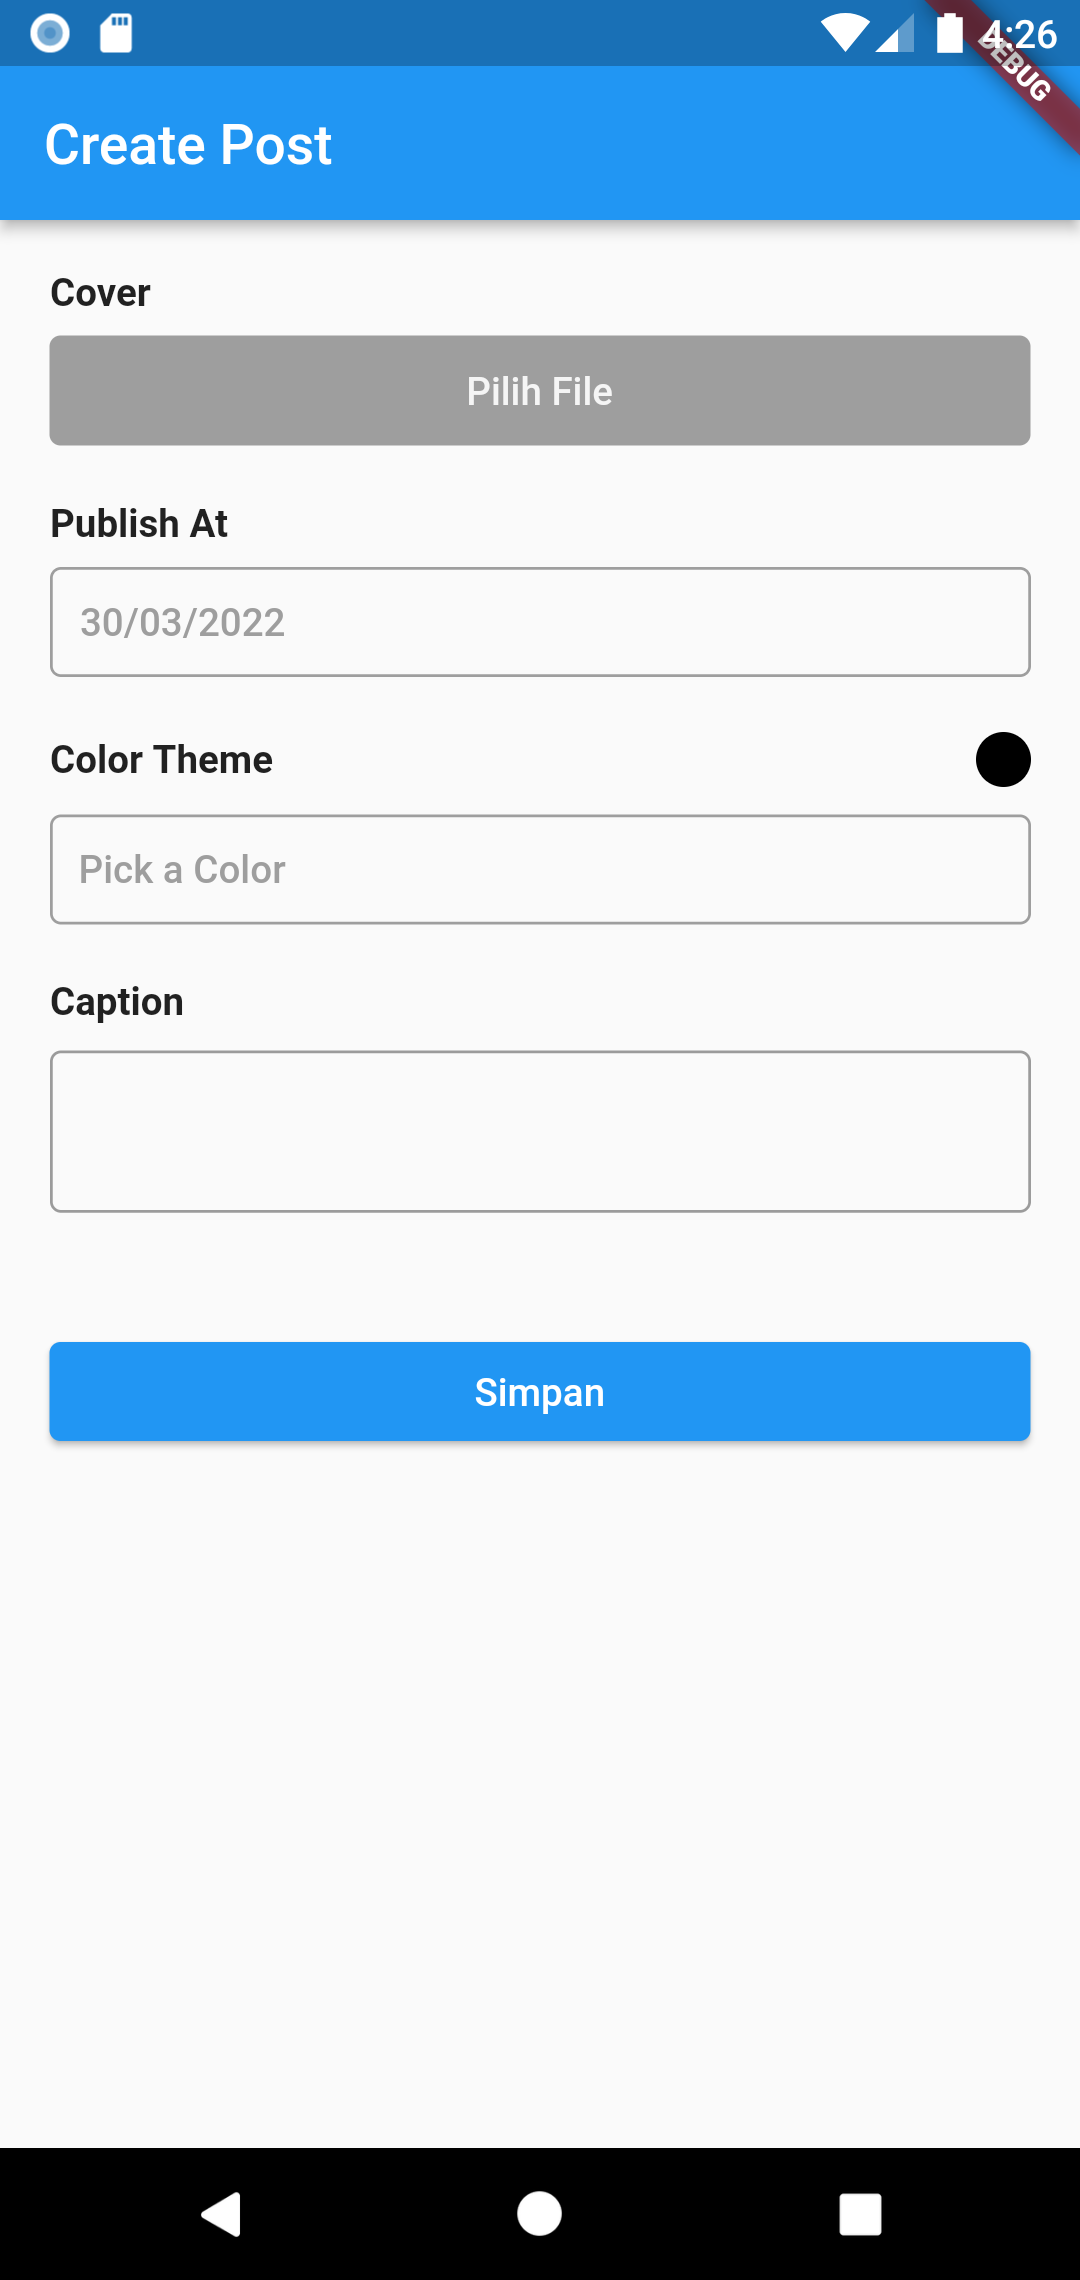 4:26
DEBUG
Create Post
Cover
Pilih File
Publish At
30/03/2022
Color Theme
Pick a Color
Caption
Simpan